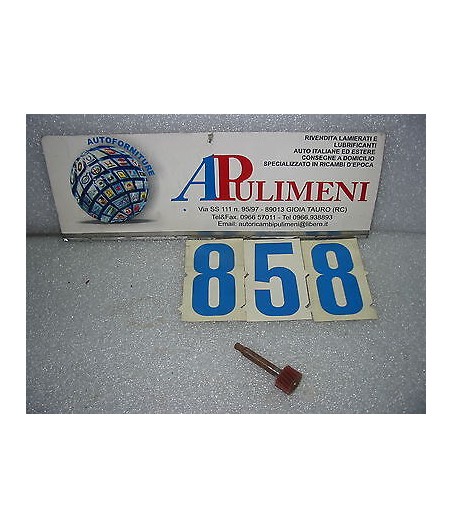 AUTOFORNITURE
RIVENDITA LAMIERATI E
LUBRIFICANTI
AUTO ITALIANE ED ESTERE
CONSEGNE A DOMICILIO
SPECIALIZZATO IN RICAMBI D'EPOCA
APULIMENI
Via SS 111 n. 95/97 - 89013 GIOIA TAURO (RC)
Tel&Fax. 0966 57011 - Tel 0966.938893
Email: autoricambipulimeni@libero.it
858